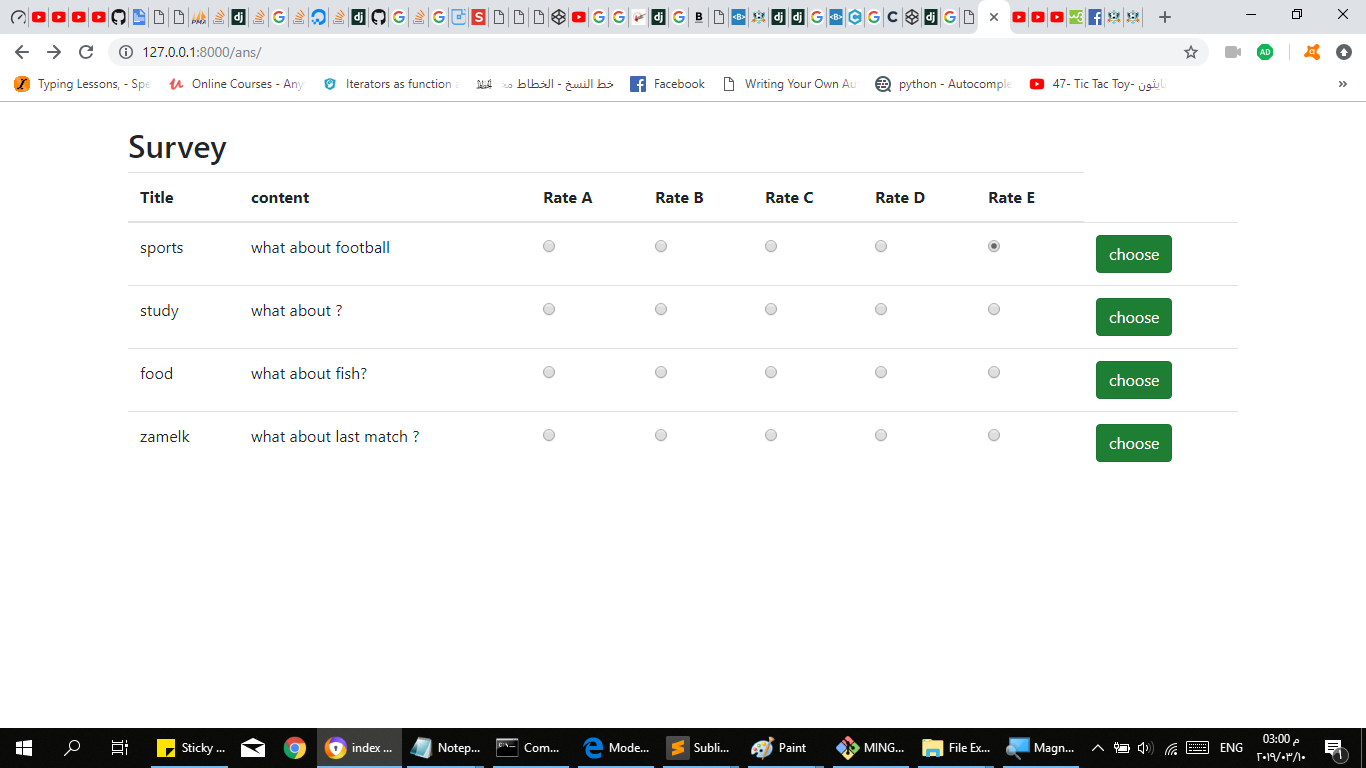 127.0.0.1:8000/ans/
Typing Lessons, - Spe
Online Courses - Any
Iterators as function
خط النسخ - الخطاط مح
Facebook
Writing Your Own Au
python - Autocomple
47- Tic Tac Toy- بايثون
»
Survey
Title content Rate A Rate B Rate C Rate D Rate E
sports what about football choose
study what about ? choose
food what about fish? choose
zamelk what about last match ? choose
Sticky ...
index ...
Notep...
Com...
Mode...
Subli...
Paint
MING...
File Ex...
Magn...
ENG
03:00 م
٢٠١٩/٠٣/١٠